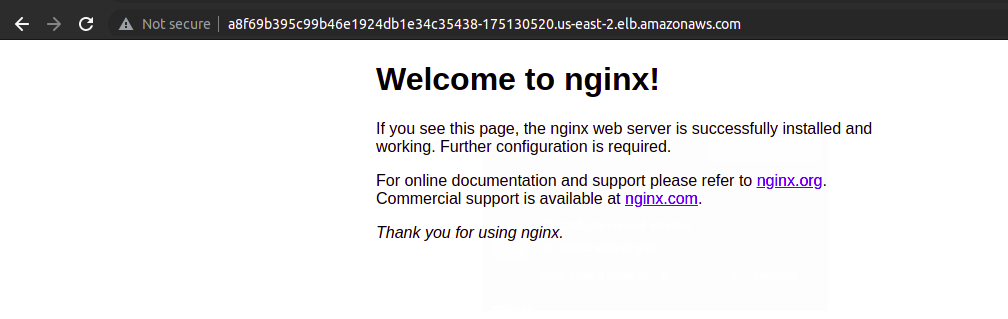 Not secure a8f69b395c99b46e1924db1e34c35438-175130520.us-east-2.elb.amazonaws.com
Welcome to nginx!
If you see this page, the nginx web server is successfully installed and
working. Further configuration is required.
For online documentation and support please refer to nginx.org.
Commercial support is available at nginx.com.
Thank you for using nginx.